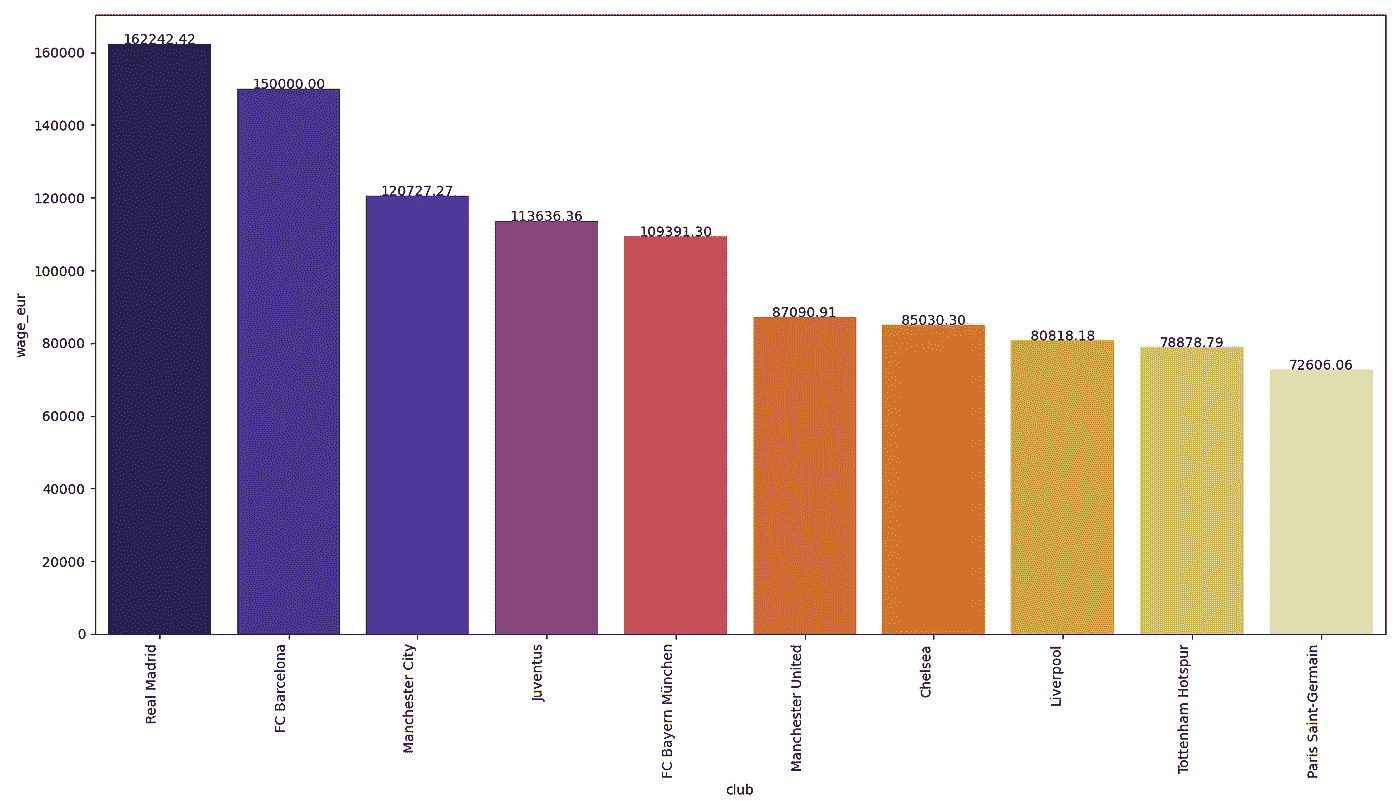 162242.42
150000.00
120727.27
113636.36
109391.30
87090.91
85030.30
80818.18
78878.79
72606.06
160000
140000
120000
100000
80000
60000
40000
20000
0
wage_eur
Real Madrid
FC Barcelona
Manchester City
Juventus
FC Bayern München
Manchester United
Chelsea
Liverpool
Tottenham Hotspur
Paris Saint-Germain
club